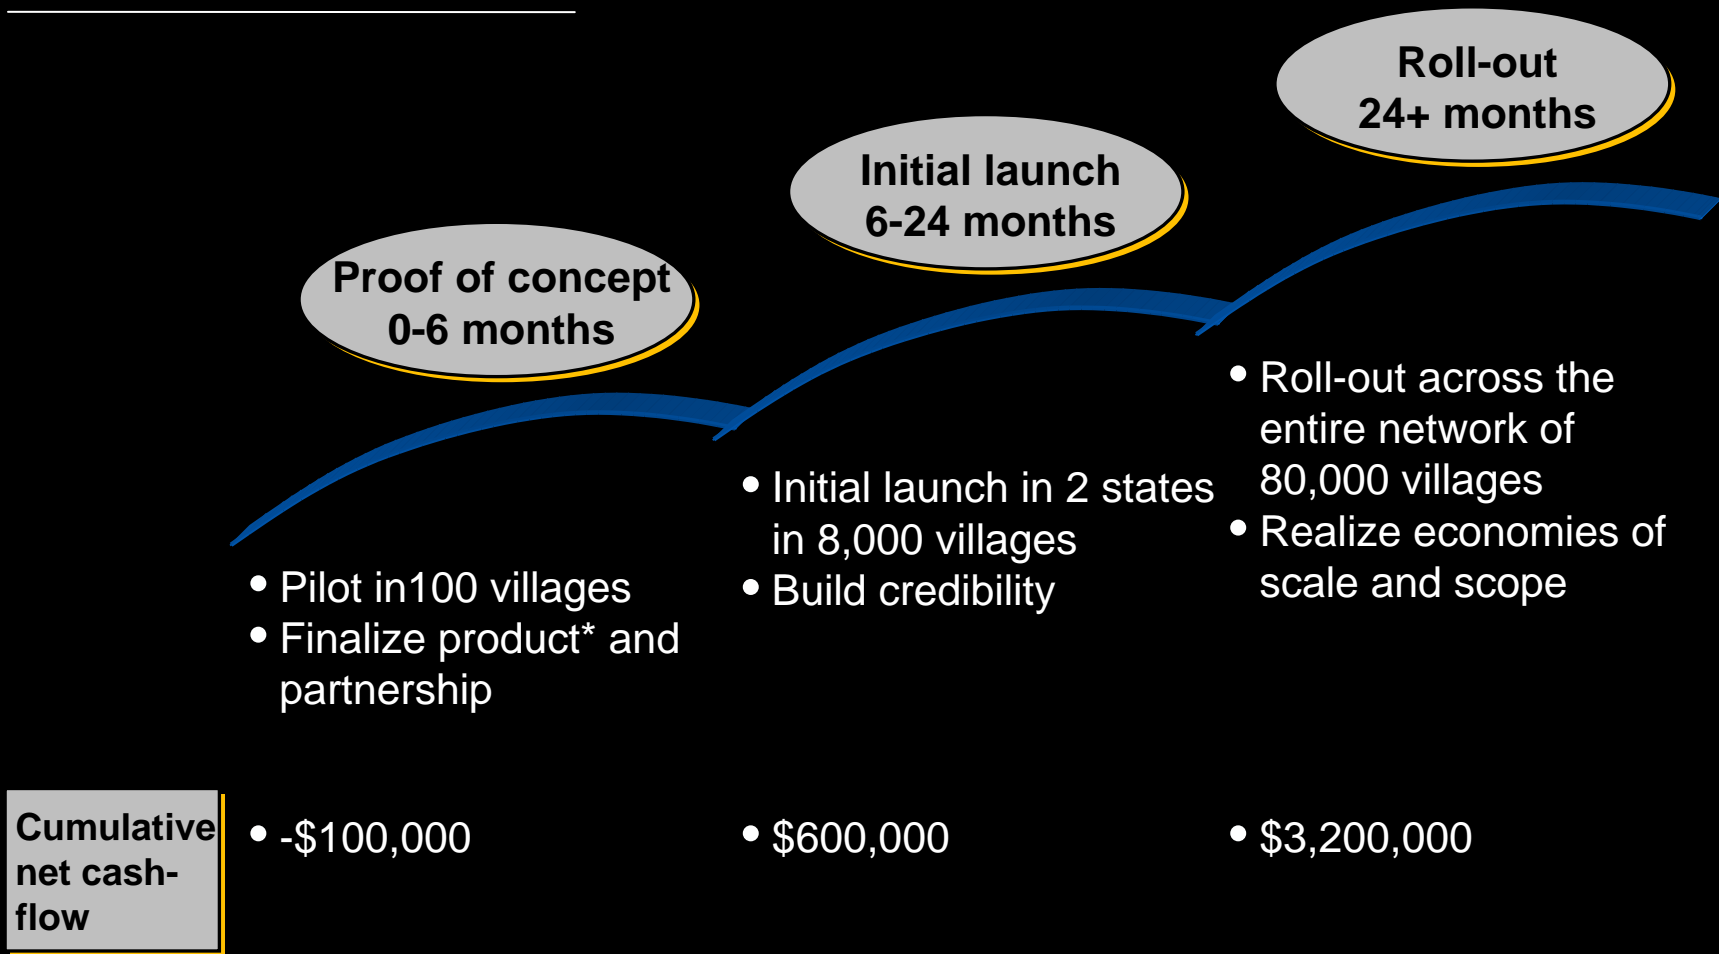 Proof of concept
0-6 months
Initial launch
6-24 months
Roll-out
24+ months
• Pilot in100 villages
• Finalize product* and
partnership
• Initial launch in 2 states
in 8,000 villages
• Build credibility
• Roll-out across the
entire network of
80,000 villages
• Realize economies of
scale and scope
Cumulative
net cash-
flow
• -$100,000
• $600,000
• $3,200,000